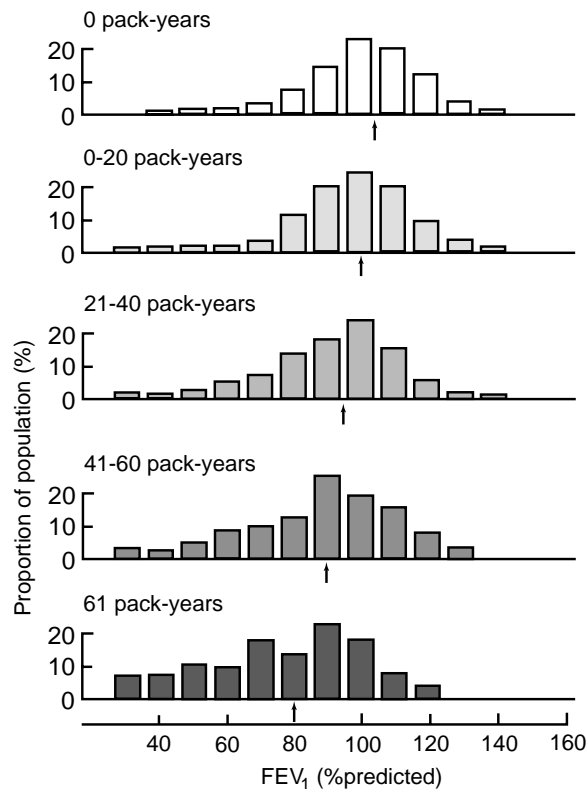 0 pack-years
20
10
0
0-20 pack-years
20
10
0
21-40 pack-years
20
10
0
41-60 pack-years
20
10
0
61 pack-years
20
10
0
Proportion of population (%)
40 60 80 100 120 140 160
FEV1 (%predicted)